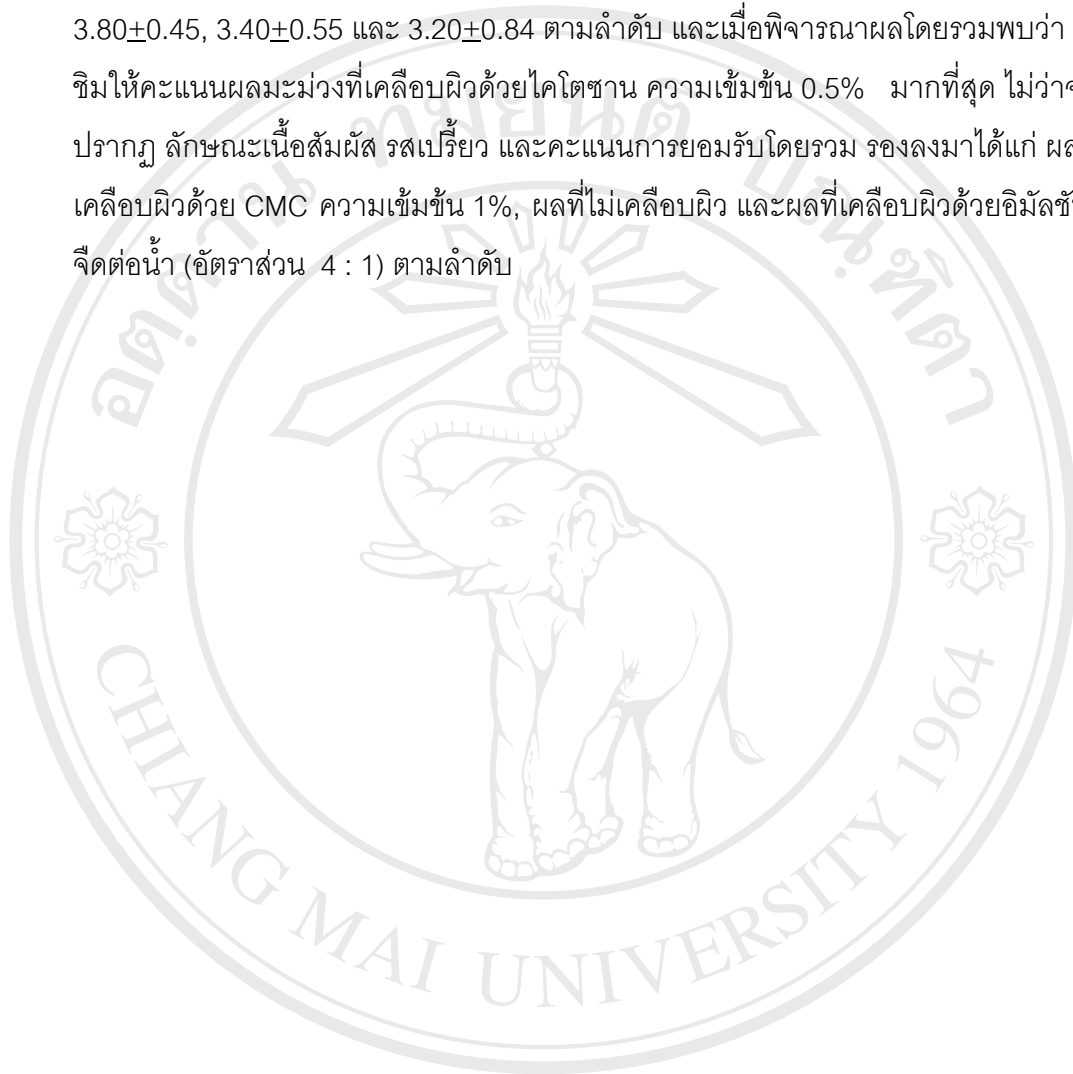 3.80±0.45, 3.40±0.55 และ 3.20±0.84 ตามลำดับ และเมื่อพิจารณาผลโดยรวมพบว่า
ชิมให้คะแนนผลมะม่วงที่เคลือบผิวด้วยไคโตซาน ความเข้มข้น 0.5% มากที่สุด ไม่ว่าจ
ปรากฏ ลักษณะเนื้อสัมผัส รสเปรี้ยว และคะแนนการยอมรับโดยรวม รองลงมาได้แก่ ผล
เคลือบผิวด้วย CMC ความเข้มข้น 1%, ผลที่ไม่เคลือบผิว และผลที่เคลือบผิวด้วยอิมัลชั
จืดต่อน้ำ (อัตราส่วน 4 : 1) ตามลำดับ
CHIANG MAI UNIVERSITY 1964